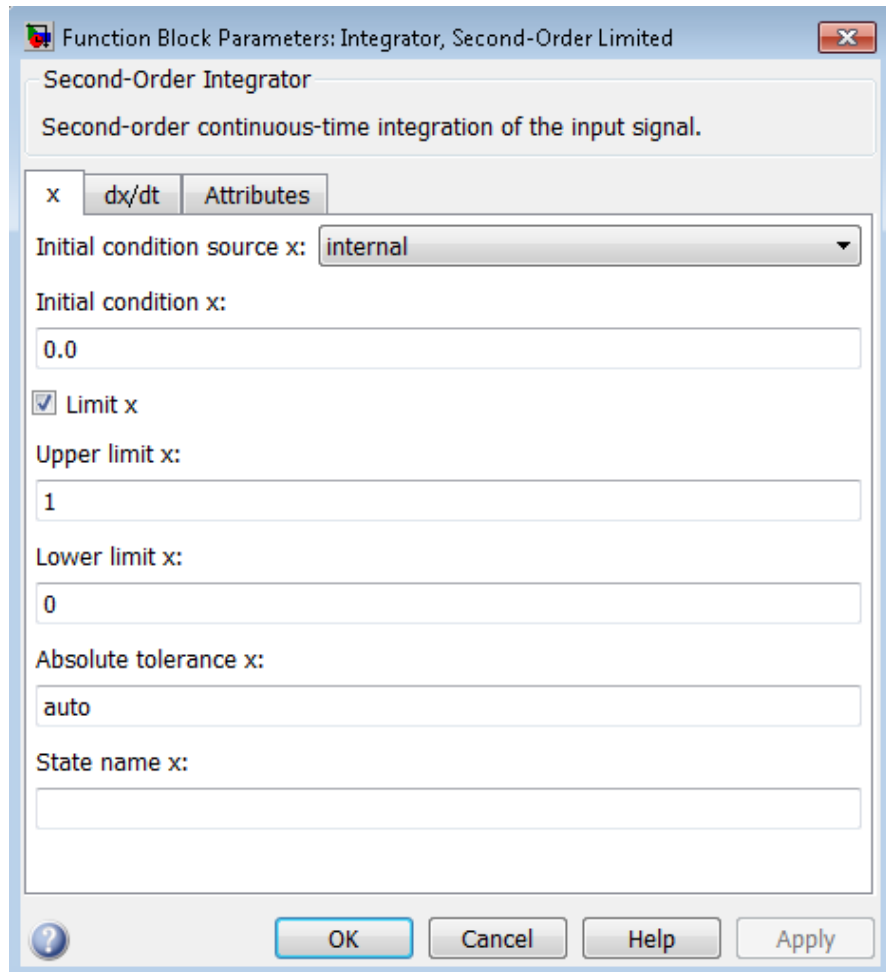 Function Block Parameters: Integrator, Second-Order Limited
Second-Order Integrator
Second-order continuous-time integration of the input signal.
x dx/dt Attributes
Initial condition source x: internal
Initial condition x:
0.0
Limit x
Upper limit x:
1
Lower limit x:
0
Absolute tolerance x:
auto
State name x:
? OK Cancel Help Apply